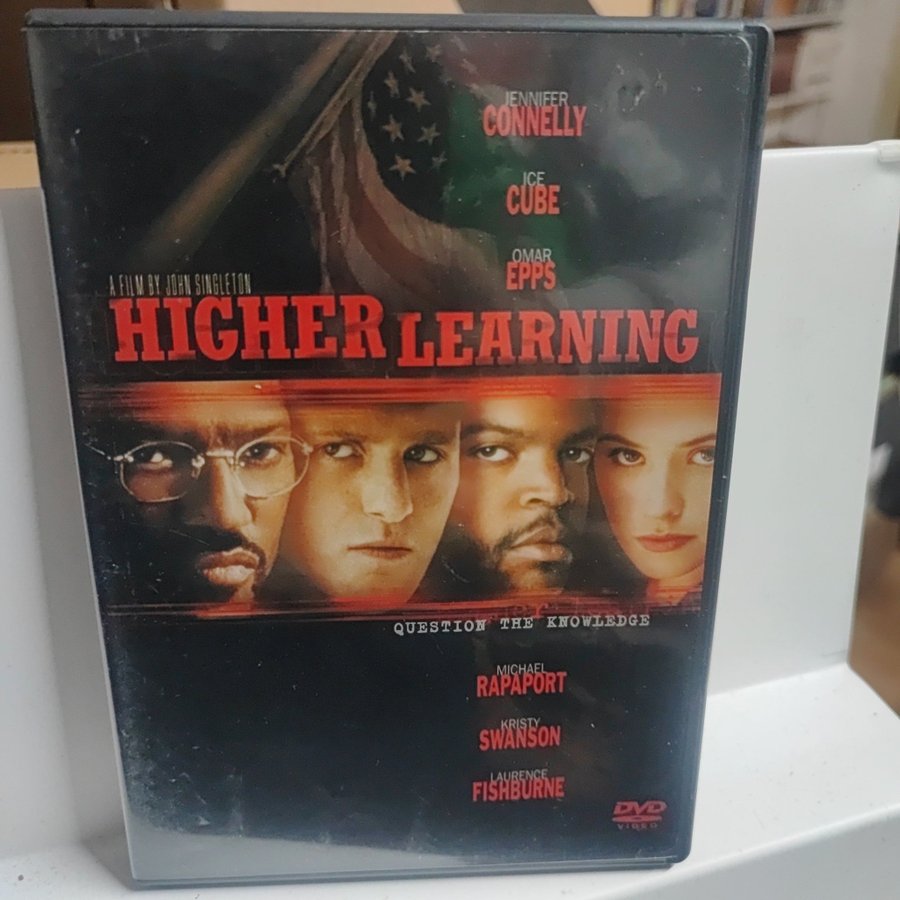 JENNIFER
CONNELLY
ICE
CUBE
OMAR
EPPS
A FILM BY JOHN SINGLETON
HIGHER LEARNING
QUESTION THE KNOWLEDGE
MICHAEL
RAPAPORT
KRISTY
SWANSON
LAURENCE
FISHBURNE
DVD
VIDEO